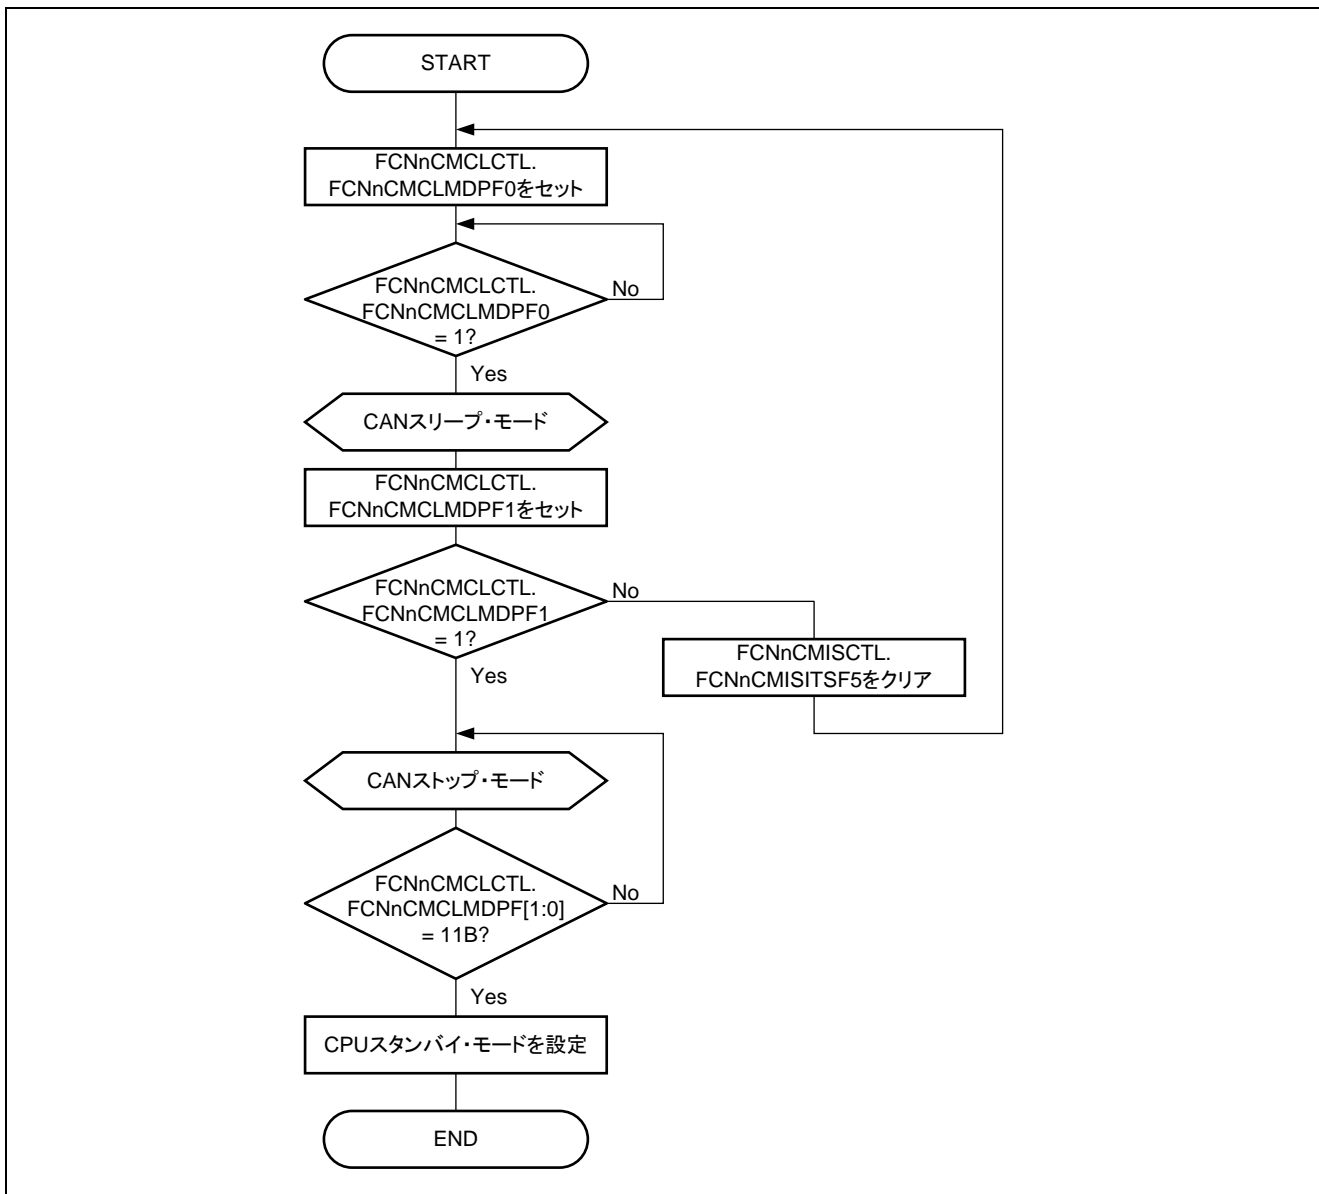 START
FCNnCMCLCTL.
FCNnCMCLMDPF0をセット
FCNnCMCLCTL.
FCNnCMCLMDPF0
= 1?
No
Yes
CANスリープ・モード
FCNnCMCLCTL.
FCNnCMCLMDPF1をセット
FCNnCMCLCTL.
FCNnCMCLMDPF1
= 1?
No
Yes
FCNnCMISCTL.
FCNnCMISITSF5をクリア
CANストップ・モード
FCNnCMCLCTL.
FCNnCMCLMDPF[1:0]
= 11B?
No
Yes
CPUスタンバイ・モードを設定
END